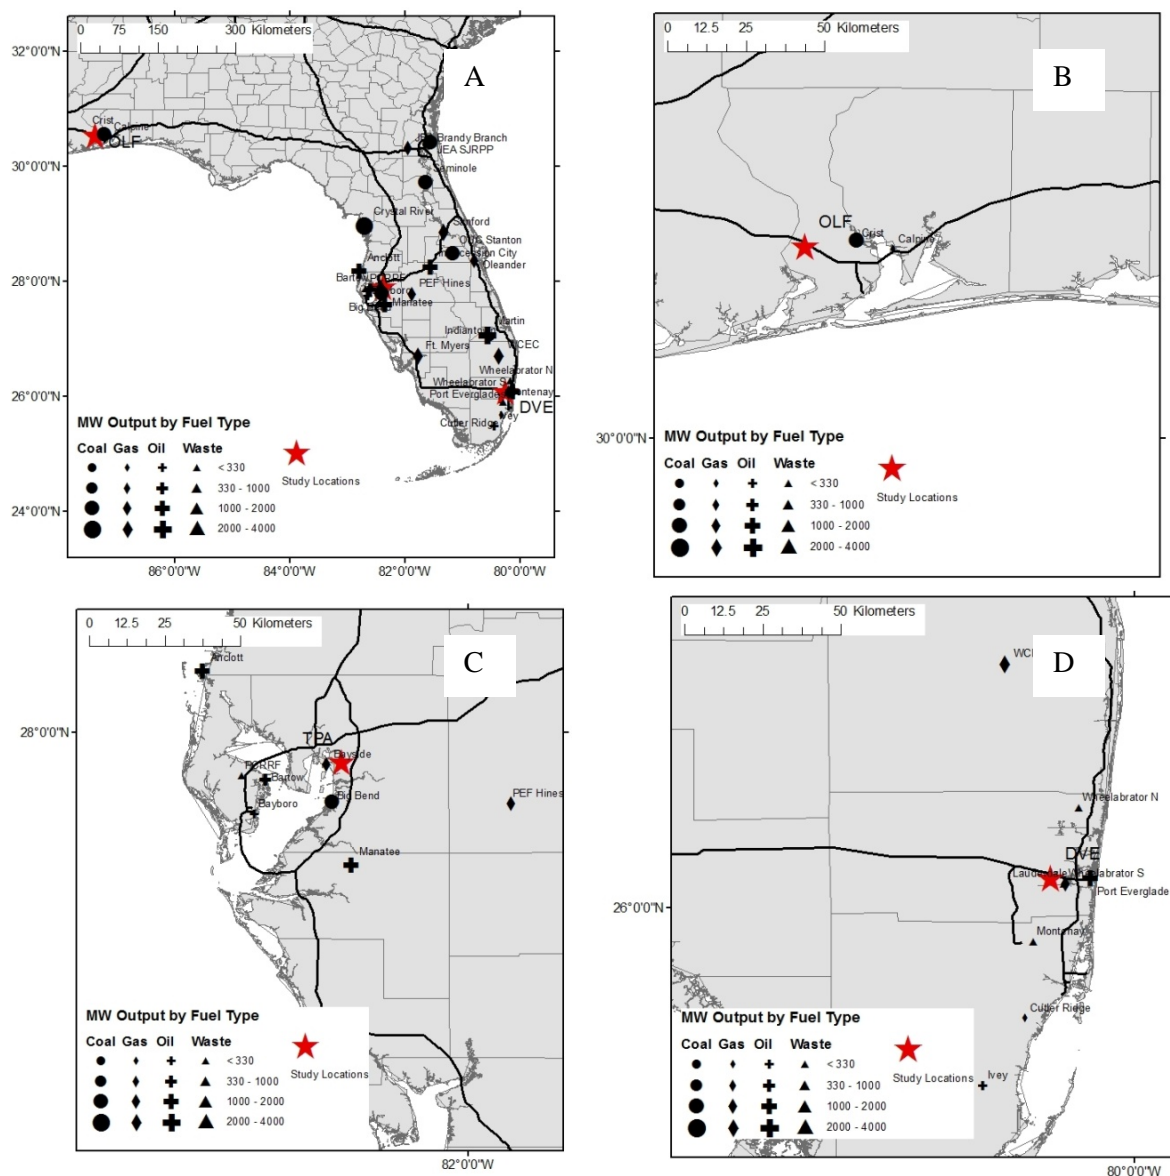 0 75 150 300 Kilometers
A
32°0'0"N
30°0'0"N
28°0'0"N
26°0'0"N
24°0'0"N
Crist
Calpine
OLF
Brandy Branch
JEA SJRPP
Seminole
Crystal River
Sanford
OUC Stanton
Intercession City
Oleander
Anclott
Bartow
PEF Hines
Manatee
Martin
Indiantown
Ft. Myers
WCEC
Wheelabrator N
Wheelabrator S
Port Everglade
Montenay
DVE
Ivey
Cutler Ridge
MW Output by Fuel Type
Coal Gas Oil Waste
< 330
330 - 1000
1000 - 2000
2000 - 4000
Study Locations
86°0'0"W 84°0'0"W 82°0'0"W 80°0'0"W
0 12.5 25 50 Kilometers
B
OLF
Crist
Calpine
30°0'0"N
MW Output by Fuel Type
Coal Gas Oil Waste
< 330
330 - 1000
1000 - 2000
2000 - 4000
Study Locations
0 12.5 25 50 Kilometers
C
Anclott
28°0'0"N
TPA
Bayside
PCRRF
Bartow
Big Bend
Bayboro
PEF Hines
Manatee
MW Output by Fuel Type
Coal Gas Oil Waste
< 330
330 - 1000
1000 - 2000
2000 - 4000
Study Locations
82°0'0"W
0 12.5 25 50 Kilometers
D
Wheelabrator N
DVE
Lauderdale Wheelabrator S
Port Everglade
26°0'0"N
Montenay
Cutler Ridge
Ivey
MW Output by Fuel Type
Coal Gas Oil Waste
< 330
330 - 1000
1000 - 2000
2000 - 4000
Study Locations
80°0'0"W